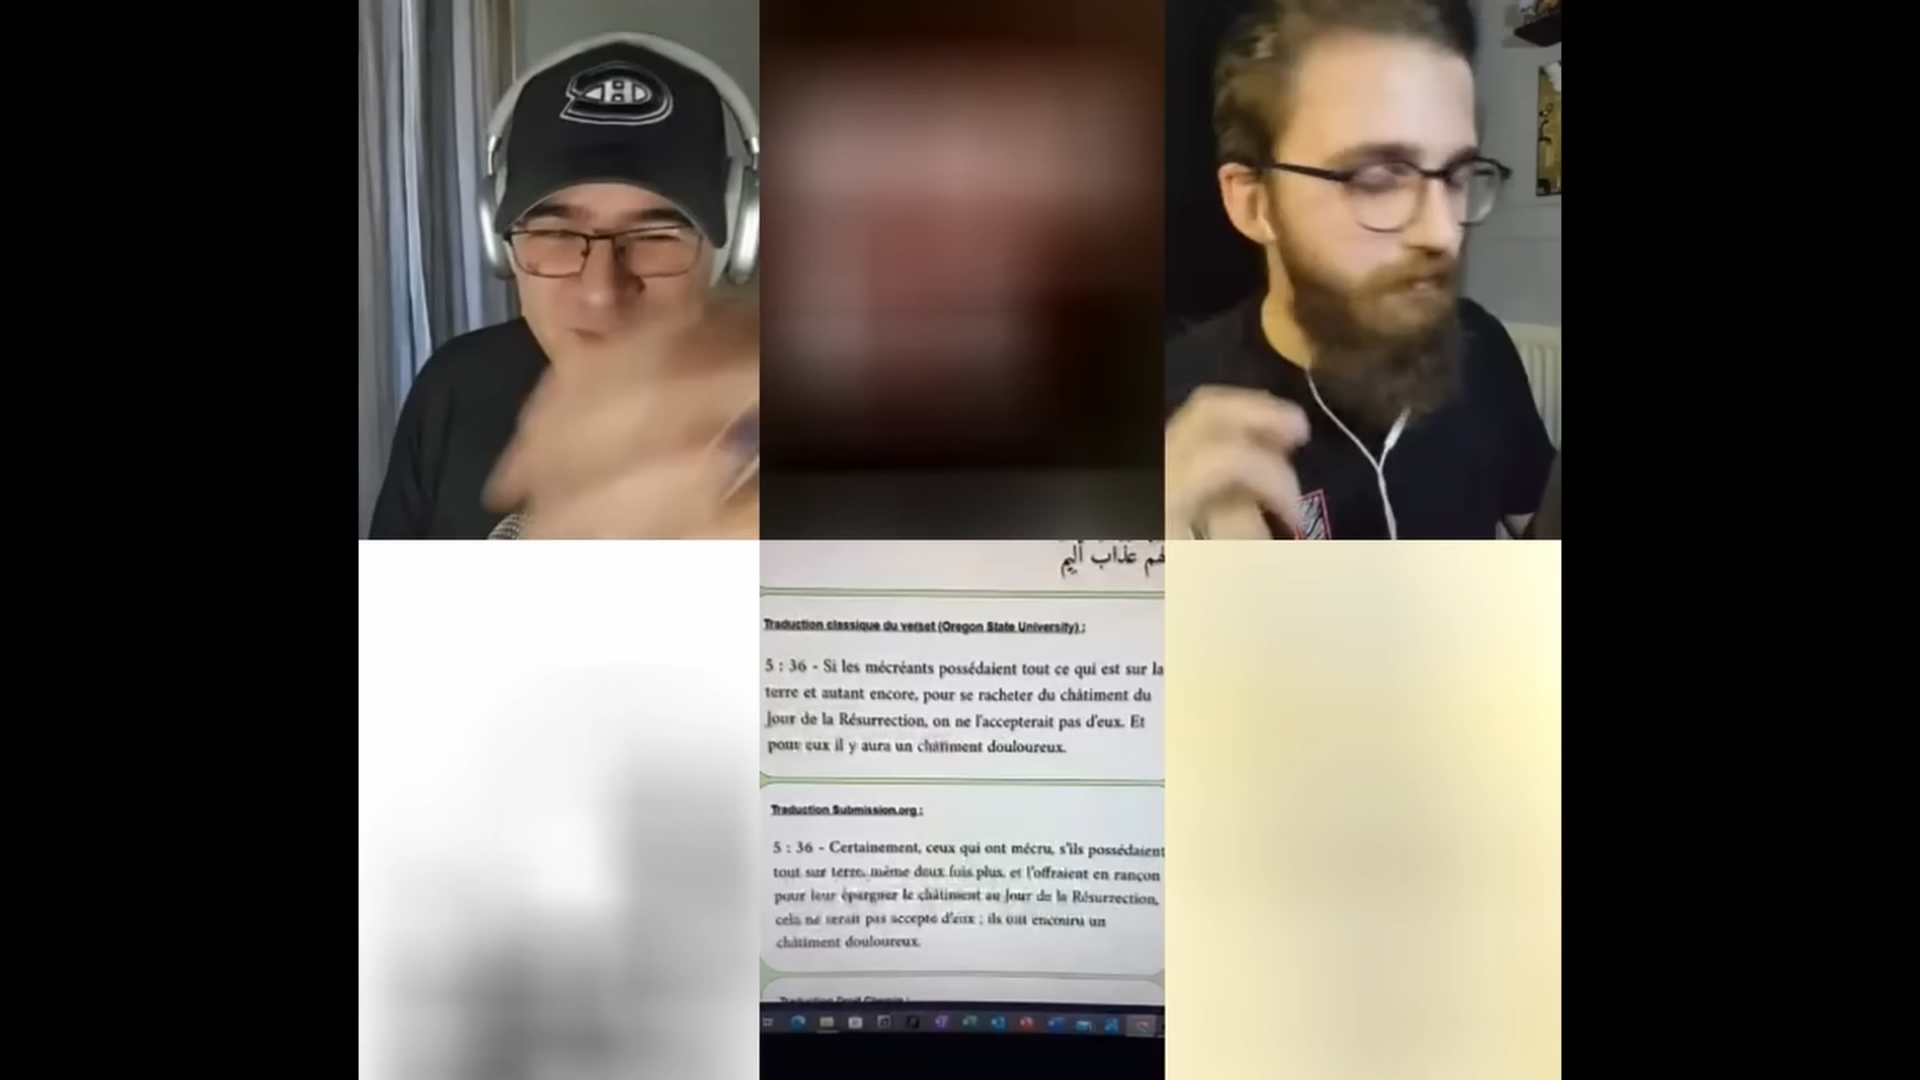 هم عذاب أليم
Traduction classique du verset (Oregon State University) :
5 : 36 - Si les mécréants possédaient tout ce qui est sur la
terre et autant encore, pour se racheter du châtiment du
Jour de la Résurrection, on ne l'accepterait pas d'eux. Et
pour eux il y aura un châtiment douloureux.
Traduction Submission.org :
5 : 36 - Certainement, ceux qui ont mécru, s'ils possédaient
tout sur terre, même deux fois plus, et l'offraient en rançon
pour leur épargner le châtiment au Jour de la Résurrection,
cela ne serait pas accepté d'eux ; ils ont encouru un
châtiment douloureux.